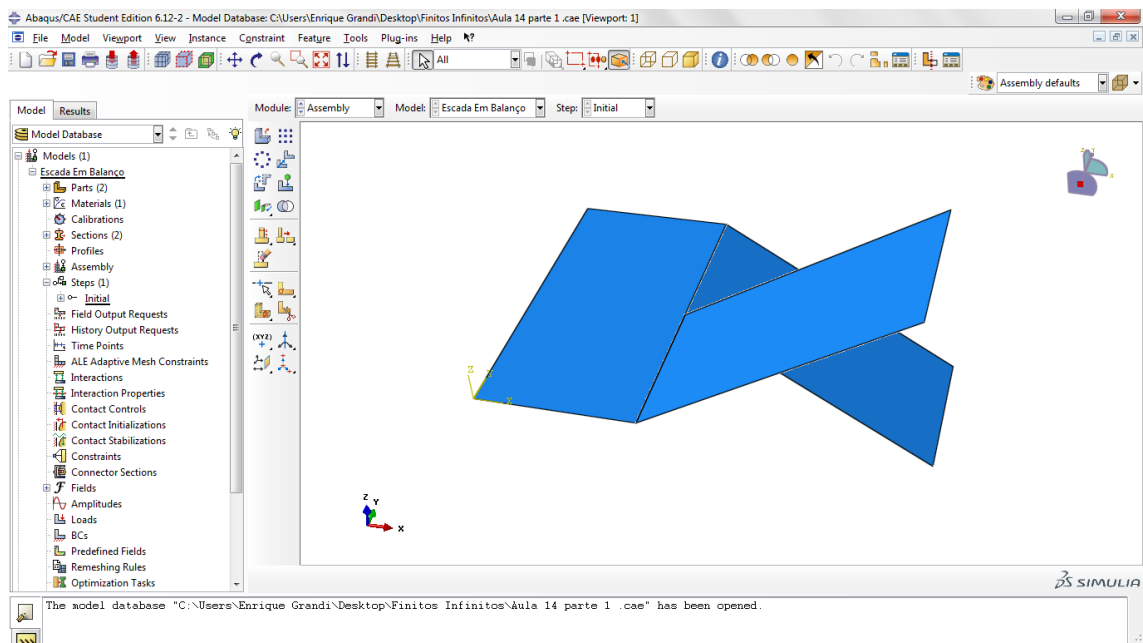 Abaqus/CAE Student Edition 6.12-2 - Model Database: C:\Users\Enrique Grandi\Desktop\Finitos Infinitos\Aula 14 parte 1 .cae [Viewport: 1]
File Model Viewport View Instance Constraint Feature Tools Plug-ins Help
All
Assembly defaults
Model Results
Module: Assembly Model: Escada Em Balanço Step: Initial
Model Database
Models (1)
Escada Em Balanço
Parts (2)
Materials (1)
Calibrations
Sections (2)
Profiles
Assembly
Steps (1)
Initial
Field Output Requests
History Output Requests
Time Points
ALE Adaptive Mesh Constraints
Interactions
Interaction Properties
Contact Controls
Contact Initializations
Contact Stabilizations
Constraints
Connector Sections
Fields
Amplitudes
Loads
BCs
Predefined Fields
Remeshing Rules
Optimization Tasks
(XYZ)
Z Y X
Z Y X
Z Y X
SIMULIA
The model database "C:\Users\Enrique Grandi\Desktop\Finitos Infinitos\Aula 14 parte 1 .cae" has been opened.